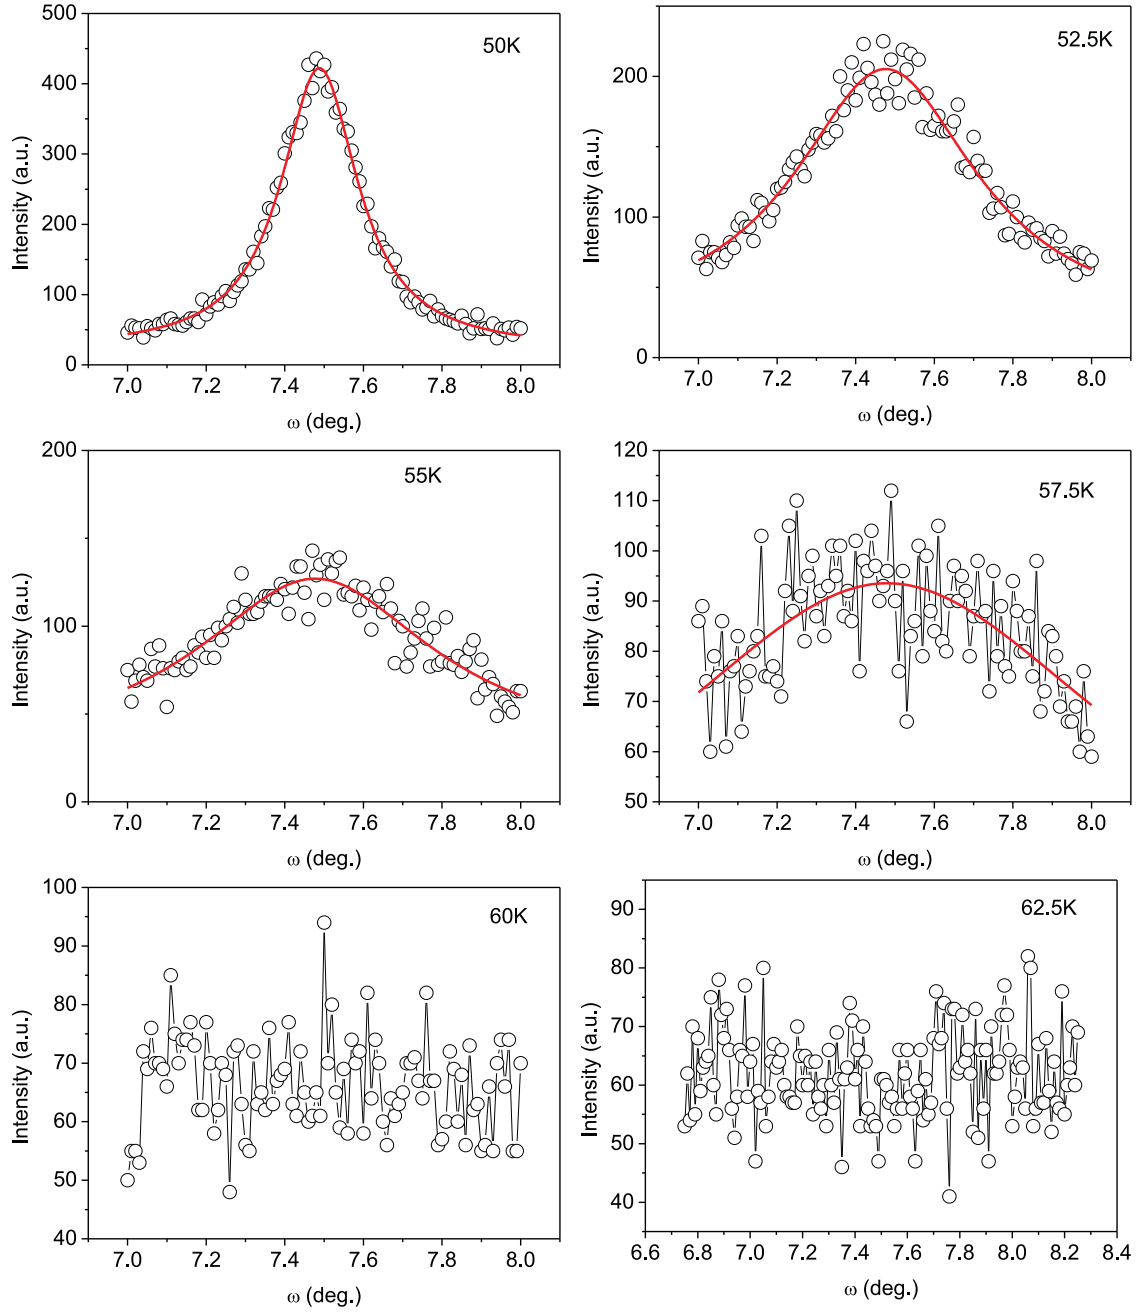 500
400
300
200
100
0
Intensity (a.u.)
50K
7.0 7.2 7.4 7.6 7.8 8.0
ω (deg.)
200
100
0
Intensity (a.u.)
52.5K
7.0 7.2 7.4 7.6 7.8 8.0
ω (deg.)
200
100
0
Intensity (a.u.)
55K
7.0 7.2 7.4 7.6 7.8 8.0
ω (deg.)
120
110
100
90
80
70
60
50
Intensity (a.u.)
57.5K
7.0 7.2 7.4 7.6 7.8 8.0
ω (deg.)
100
90
80
70
60
50
40
Intensity (a.u.)
60K
7.0 7.2 7.4 7.6 7.8 8.0
ω (deg.)
90
80
70
60
50
40
Intensity (a.u.)
62.5K
6.6 6.8 7.0 7.2 7.4 7.6 7.8 8.0 8.2 8.4
ω (deg.)